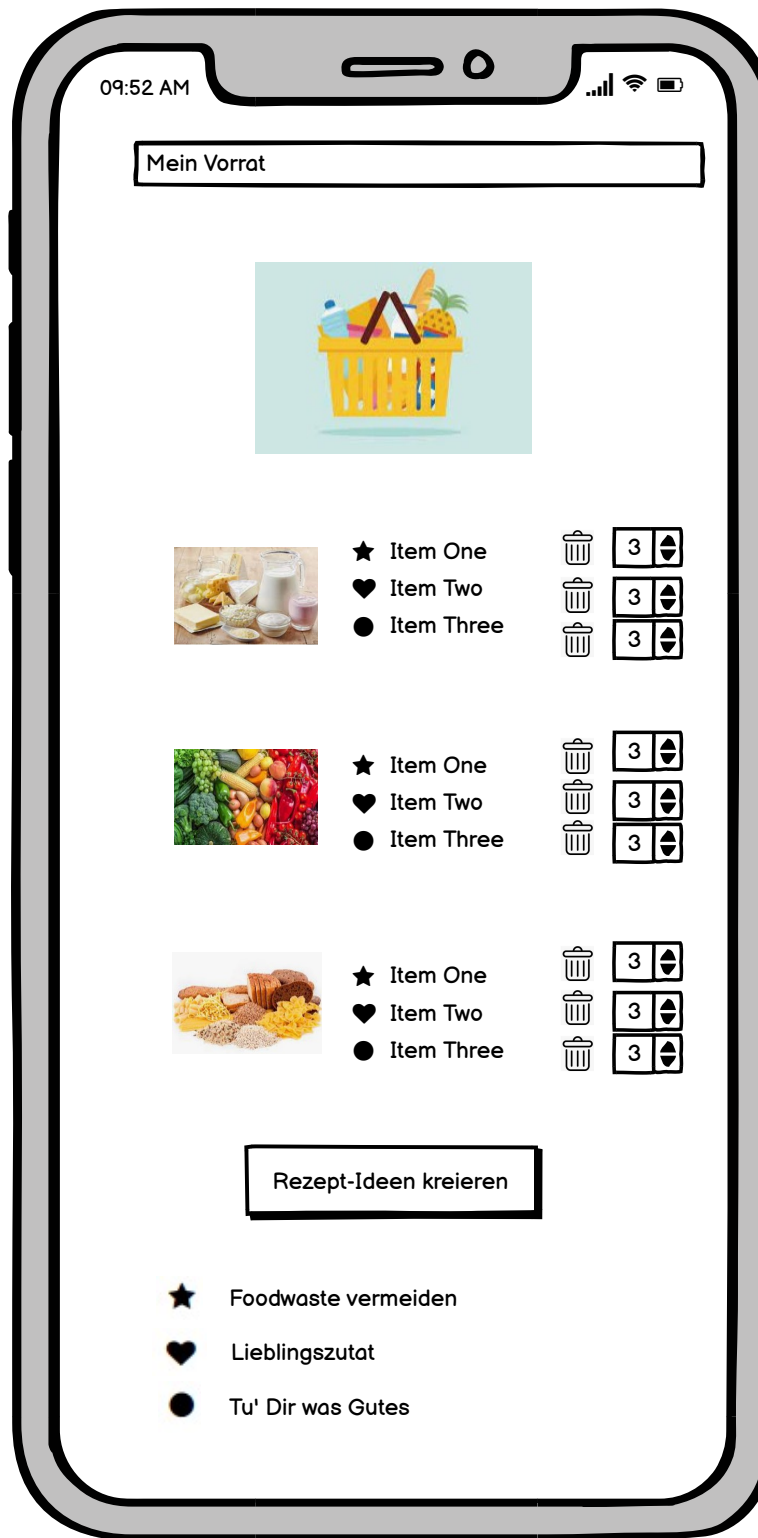 09:52 AM
Mein Vorrat
Item One 3
Item Two 3
Item Three 3
Item One 3
Item Two 3
Item Three 3
Item One 3
Item Two 3
Item Three 3
Rezept-Ideen kreieren
Foodwaste vermeiden
Lieblingszutat
Tu' Dir was Gutes